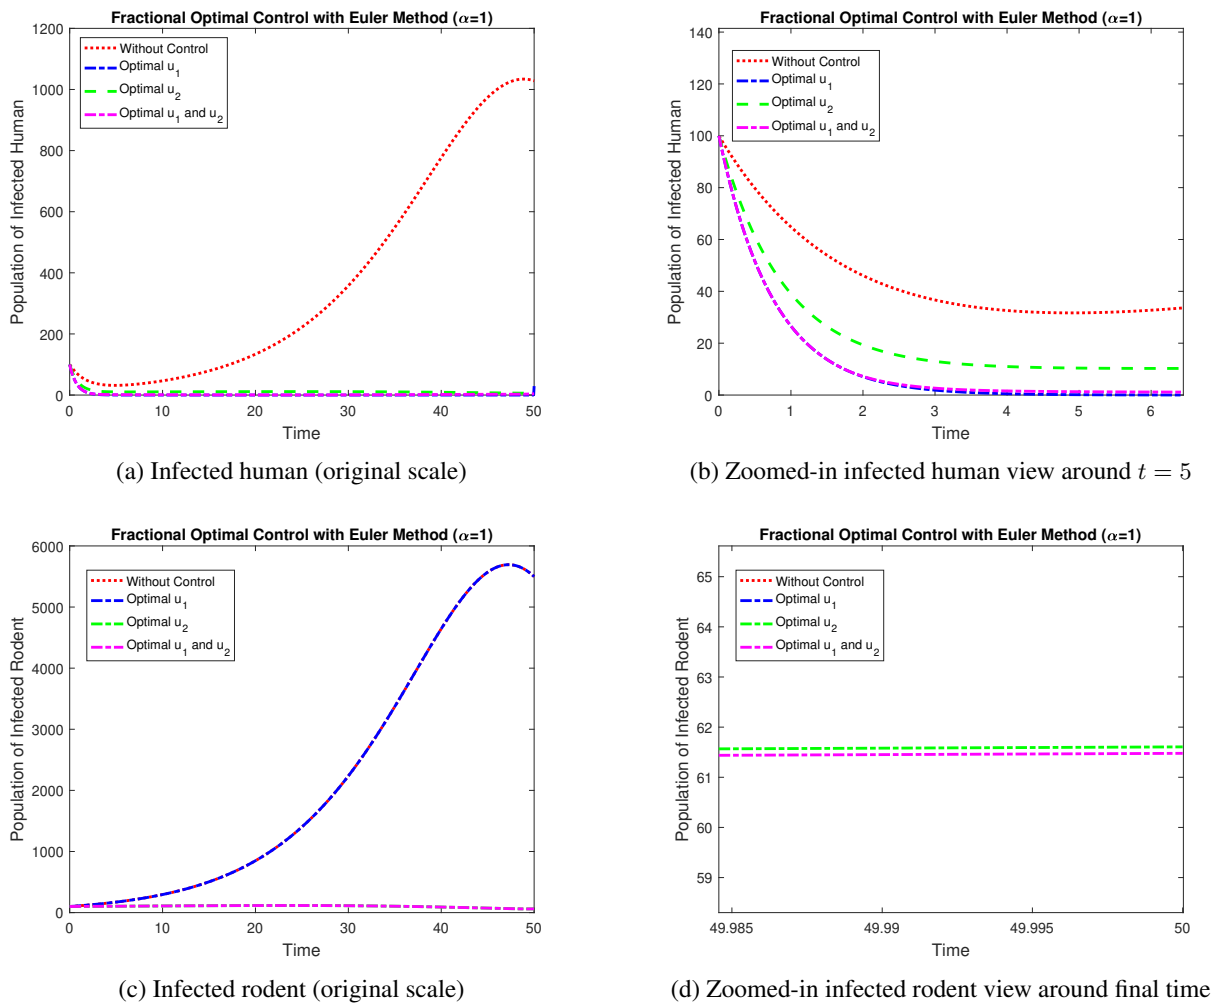 Fractional Optimal Control with Euler Method (α=1)
1200
1000
800
600
400
200
0
Population of Infected Human
Without Control
Optimal u1
Optimal u2
Optimal u1 and u2
0 10 20 30 40 50
Time
(a) Infected human (original scale)
Fractional Optimal Control with Euler Method (α=1)
140
120
100
80
60
40
20
0
Population of Infected Human
Without Control
Optimal u1
Optimal u2
Optimal u1 and u2
0 1 2 3 4 5 6
Time
(b) Zoomed-in infected human view around t = 5
Fractional Optimal Control with Euler Method (α=1)
6000
5000
4000
3000
2000
1000
0
Population of Infected Rodent
Without Control
Optimal u1
Optimal u2
Optimal u1 and u2
0 10 20 30 40 50
Time
(c) Infected rodent (original scale)
Fractional Optimal Control with Euler Method (α=1)
65
64
63
62
61
60
59
Population of Infected Rodent
Without Control
Optimal u1
Optimal u2
Optimal u1 and u2
49.985 49.99 49.995 50
Time
(d) Zoomed-in infected rodent view around final time